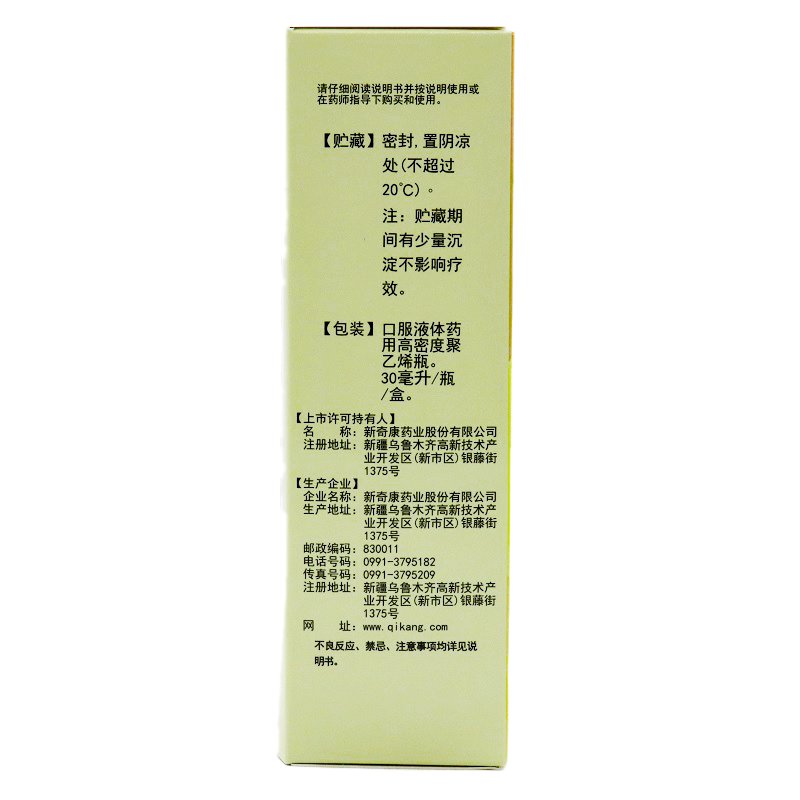 请仔细阅读说明书并按说明使用或
在药师指导下购买和使用。
【贮藏】密封,置阴凉
处(不超过
20℃)。
注：贮藏期
间有少量沉
淀不影响疗
效。
【包装】口服液体药
用高密度聚
乙烯瓶。
30毫升/瓶
/盒。
【上市许可持有人】
名　　称：新奇康药业股份有限公司
注册地址：新疆乌鲁木齐高新技术产
业开发区(新市区)银藤街
1375号
【生产企业】
企业名称：新奇康药业股份有限公司
生产地址：新疆乌鲁木齐高新技术产
业开发区(新市区)银藤街
1375号
邮政编码：830011
电话号码：0991-3795182
传真号码：0991-3795209
注册地址：新疆乌鲁木齐高新技术产
业开发区(新市区)银藤街
1375号
网　　址：www.qikang.com
不良反应、禁忌、注意事项均详见说
明书。